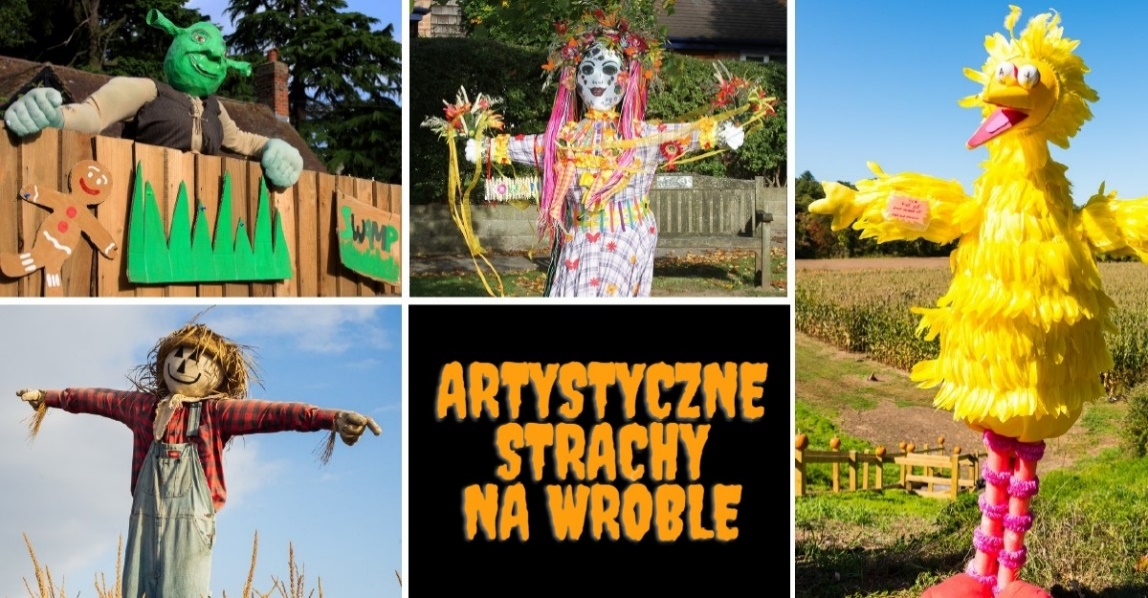 SWAMP
ARTYSTYCZNE
STRACHY
NA WRÓBLE